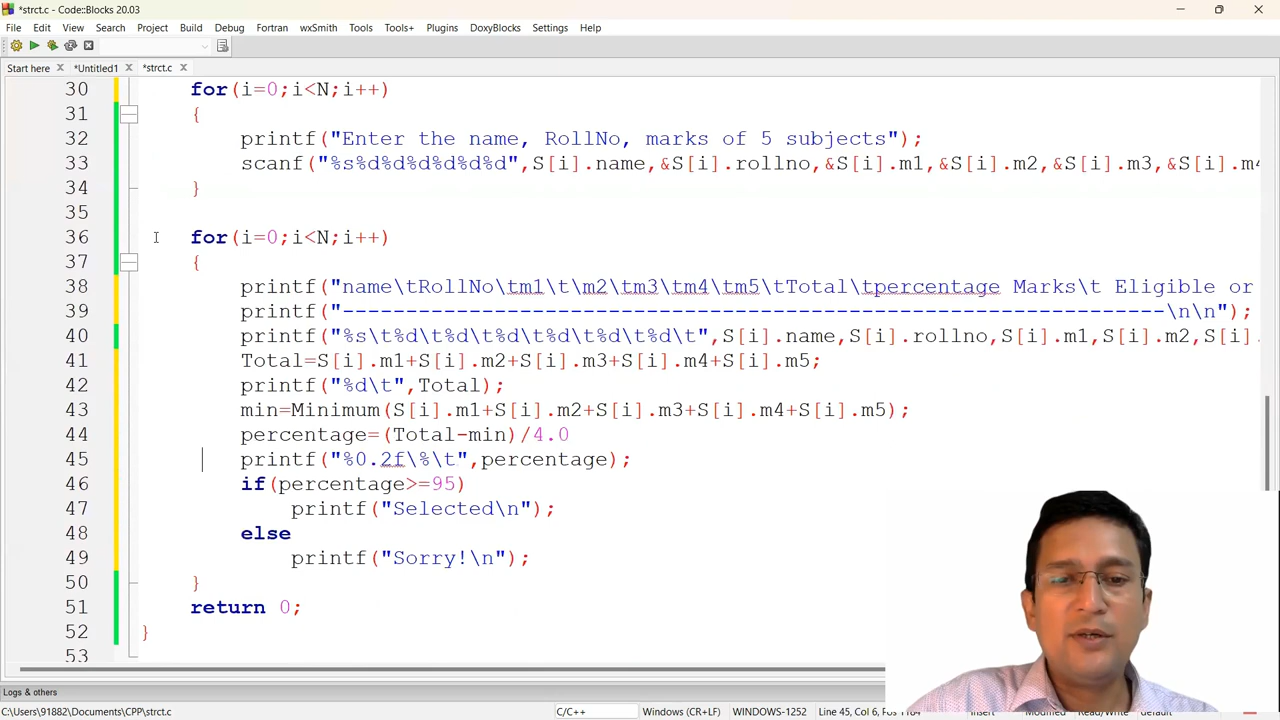 *strct.c - Code::Blocks 20.03
File Edit View Search Project Build Debug Fortran wxSmith Tools Tools+ Plugins DoxyBlocks Settings Help
Start here *Untitled1 *strct.c
30 for(i=0;i<N;i++)
31 {
32 printf("Enter the name, RollNo, marks of 5 subjects");
33 scanf("%s%d%d%d%d%d%d",S[i].name,&S[i].rollno,&S[i].m1,&S[i].m2,&S[i].m3,&S[i].m4
34 }
35
36 for(i=0;i<N;i++)
37 {
38 printf("name\tRollNo\tm1\t\m2\tm3\tm4\tm5\tTotal\tpercentage Marks\t Eligible or
39 printf("-----------------------------------------------------------------\n\n");
40 printf("%s\t%d\t%d\t%d\t%d\t%d\t%d\t",S[i].name,S[i].rollno,S[i].m1,S[i].m2,S[i].
41 Total=S[i].m1+S[i].m2+S[i].m3+S[i].m4+S[i].m5;
42 printf("%d\t",Total);
43 min=Minimum(S[i].m1+S[i].m2+S[i].m3+S[i].m4+S[i].m5);
44 percentage=(Total-min)/4.0
45 printf("%0.2f\%\t",percentage);
46 if(percentage>=95)
47 printf("Selected\n");
48 else
49 printf("Sorry!\n");
50 }
51 return 0;
52 }
53
Logs & others
C:\Users\91882\Documents\CPP\strct.c C/C++ Windows (CR+LF) WINDOWS-1252 Line 45, Col 6, Pos 1184 Insert Modified Read/Write default